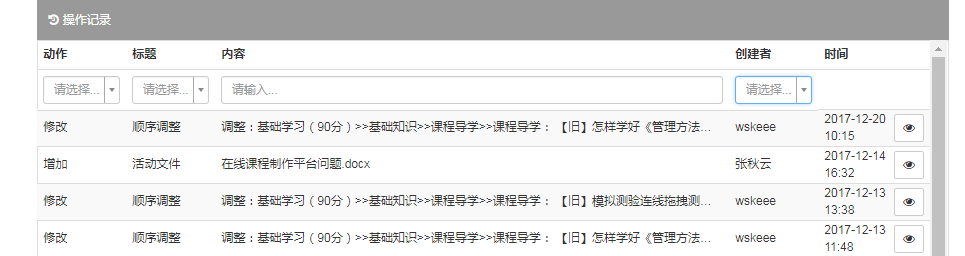 操作记录
动作 标题 内容 创建者 时间
请选择... 请选择... 请输入... 请选择...
修改 顺序调整 调整：基础学习（90分）>>基础知识>>课程导学>>课程导学：【旧】怎样学好《管理方法... wskeee 2017-12-20 10:15
增加 活动文件 在线课程制作平台问题.docx 张秋云 2017-12-14 16:32
修改 顺序调整 调整：基础学习（90分）>>基础知识>>课程导学>>课程导学：【旧】模拟测验连线拖拽测... wskeee 2017-12-13 13:38
修改 顺序调整 调整：基础学习（90分）>>基础知识>>课程导学>>课程导学：【旧】怎样学好《管理方法... wskeee 2017-12-13 11:48